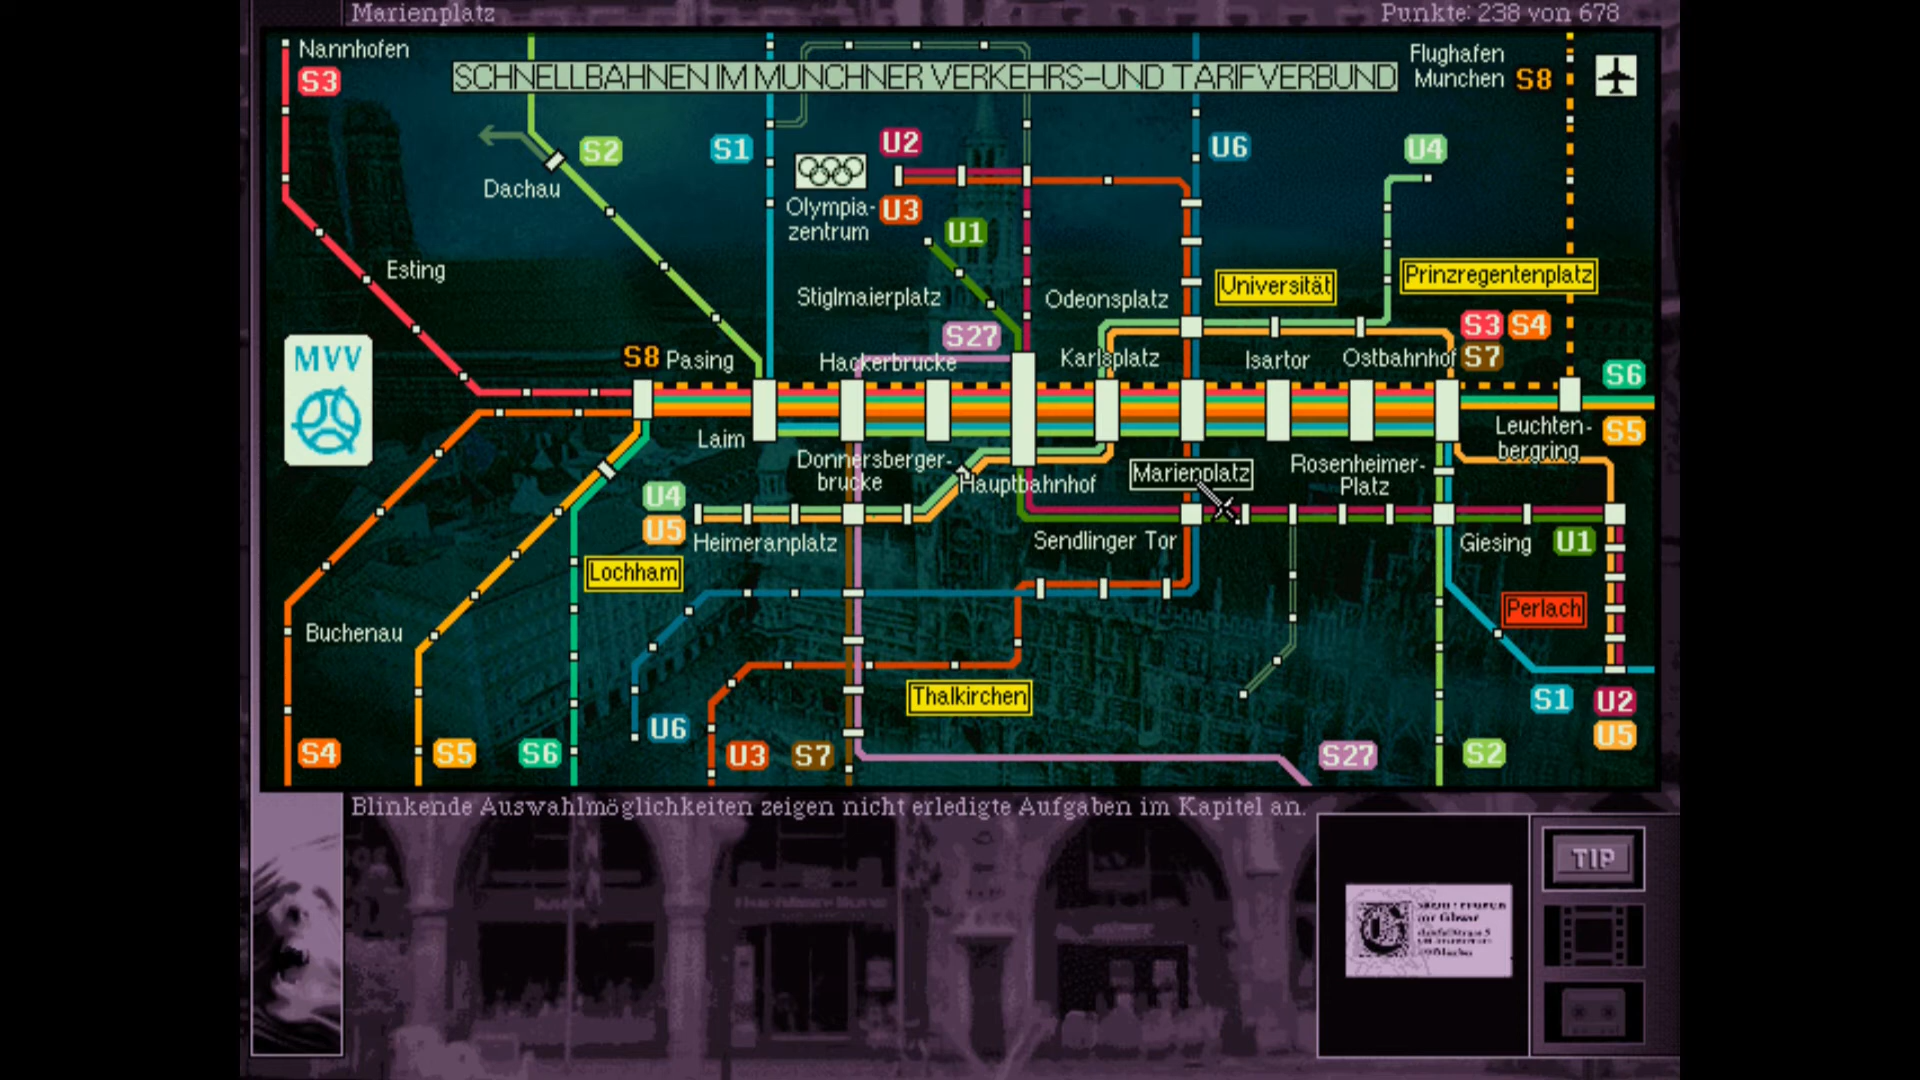 Marienplatz
Punkte: 238 von 678
Nannhofen
S3
SCHNELLBAHNEN IM MUNCHNER VERKEHRS-UND TARIFVERBUND
Flughafen
Munchen
S8
S2
S1
U2
U6
U4
Dachau
Olympia-
zentrum
U3
U1
Esting
Universität
Prinzregentenplatz
Stiglmaierplatz
Odeonsplatz
S27
S3
S4
MVV
S8
Pasing
Hackerbrucke
Karlsplatz
Isartor
Ostbahnhof
S7
S6
Laim
Leuchten-
bergring
S5
Donnersberger-
brucke
Hauptbahnhof
Marienplatz
Rosenheimer-
Platz
U4
U5
Heimeranplatz
Sendlinger Tor
Giesing
U1
Lochham
Perlach
Buchenau
Thalkirchen
S1
U2
U5
S4
S5
S6
U6
U3
S7
S27
S2
Blinkende Auswahlmöglichkeiten zeigen nicht erledigte Aufgaben im Kapitel an.
TIP